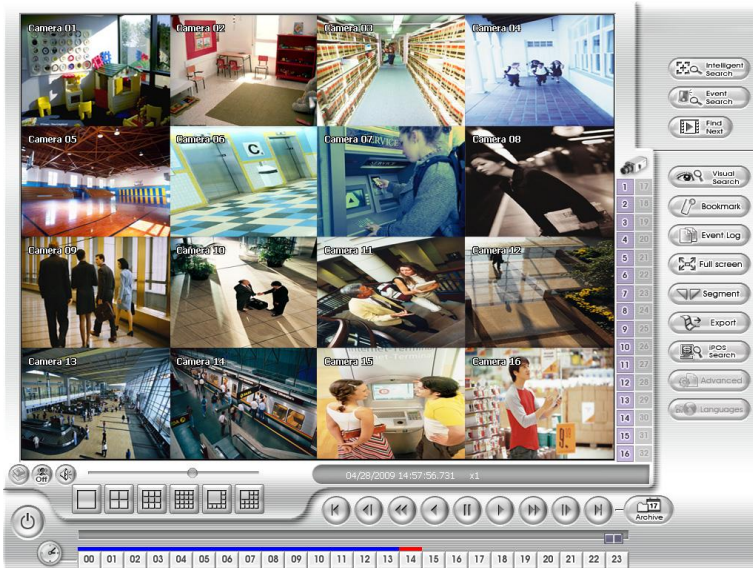 Camera 01
Camera 02
Camera 03
Camera 04
Camera 05
Camera 06
Camera 07
Camera 08
Camera 09
Camera 10
Camera 11
Camera 12
Camera 13
Camera 14
Camera 15
Camera 16
C
SERVICE
Internet Terminal
Intelligent
Search
Event
Search
Find
Next
Visual
Search
Bookmark
Event Log
Full screen
Segment
Export
iPOS
Search
Advanced
Languages
1 17
2 18
3 19
4 20
5 21
6 22
7 23
8 24
9 25
10 26
11 27
12 28
13 29
14 30
15 31
16 32
Off
04/28/2009 14:57:56.731 x1
17
Archive
00 01 02 03 04 05 06 07 08 09 10 11 12 13 14 15 16 17 18 19 20 21 22 23